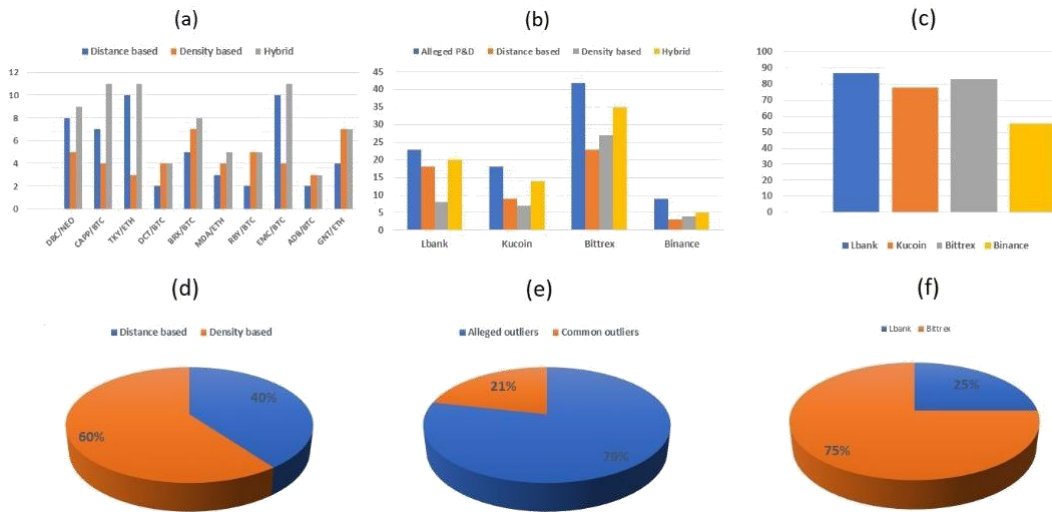 (a)
Distance based Density based Hybrid
12
10
8
6
4
2
0
DBC/NEO CAPP/BTC TKY/ETH DCT/BTC BRX/BTC MDA/ETH RBY/BTC EMC/BTC ADB/BTC GNT/ETH
(b)
Alleged P&D Distance based Density based Hybrid
45
40
35
30
25
20
15
10
5
0
Lbank Kucoin Bittrex Binance
(c)
100
90
80
70
60
50
40
30
20
10
0
Lbank Kucoin Bittrex Binance
(d)
Distance based Density based
40%
60%
(e)
Alleged outliers Common outliers
21%
79%
(f)
Lbank Bittrex
25%
75%